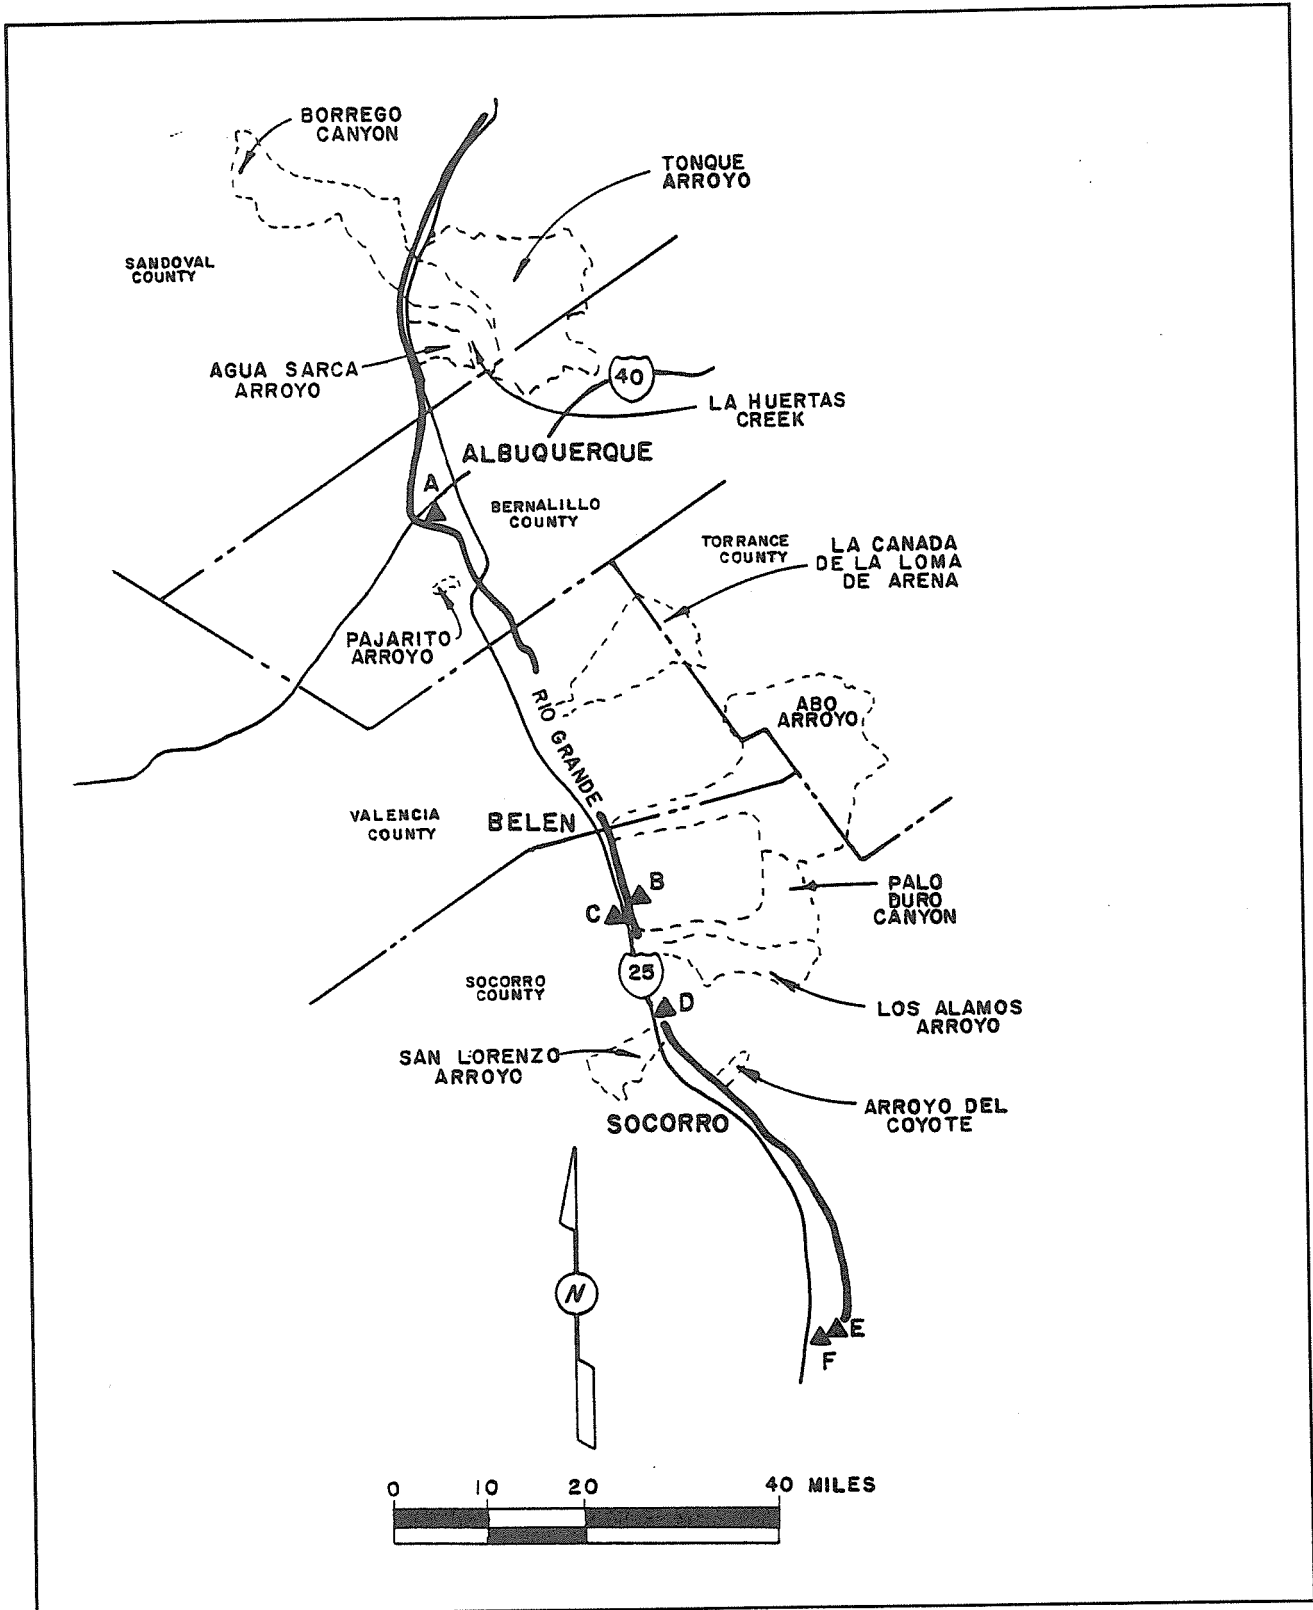 BORREGO
CANYON
TONQUE
ARROYO
SANDOVAL
COUNTY
AGUA SARCA
ARROYO
40
LA HUERTAS
CREEK
ALBUQUERQUE
A
BERNALILLO
COUNTY
TORRANCE
COUNTY
LA CANADA
DE LA LOMA
DE ARENA
PAJARITO
ARROYO
RIO GRANDE
ABO
ARROYO
VALENCIA
COUNTY
BELEN
B
C
PALO
DURO
CANYON
25
SOCORRO
COUNTY
D
LOS ALAMOS
ARROYO
SAN LORENZO
ARROYO
ARROYO DEL
COYOTE
SOCORRO
N
E
F
0 10 20 40 MILES